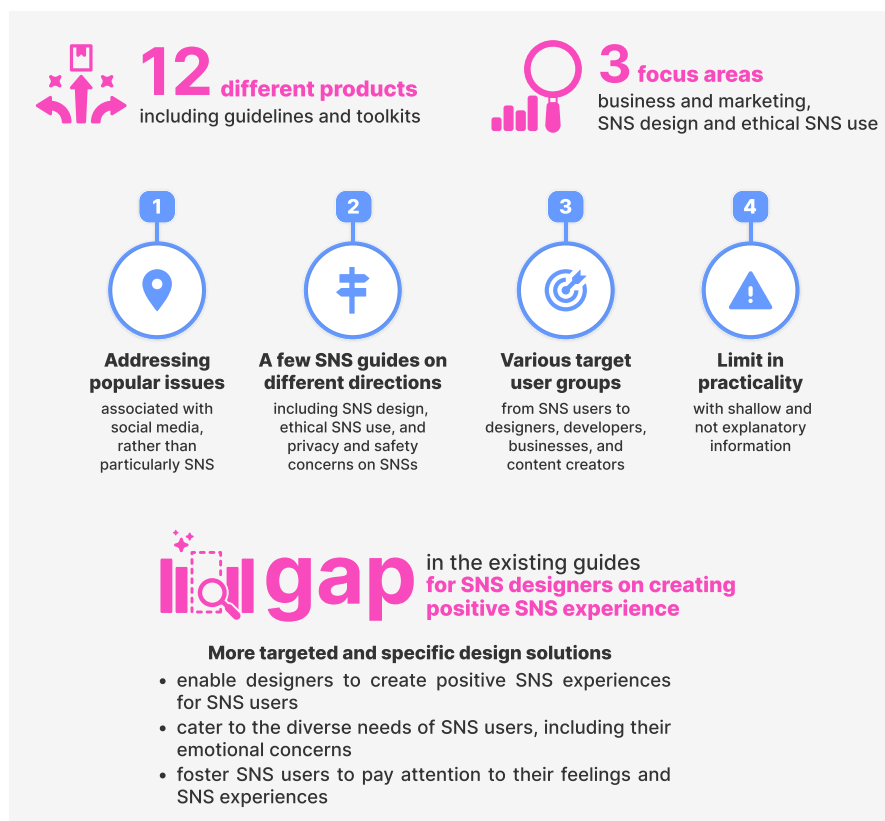 12 different products
including guidelines and toolkits
3 focus areas
business and marketing,
SNS design and ethical SNS use
1
Addressing
popular issues
associated with
social media,
rather than
particularly SNS
2
A few SNS guides on
different directions
including SNS design,
ethical SNS use, and
privacy and safety
concerns on SNSs
3
Various target
user groups
from SNS users to
designers, developers,
businesses, and
content creators
4
Limit in
practicality
with shallow and
not explanatory
information
gap
in the existing guides
for SNS designers on creating
positive SNS experience
More targeted and specific design solutions
• enable designers to create positive SNS experiences
for SNS users
• cater to the diverse needs of SNS users, including their
emotional concerns
• foster SNS users to pay attention to their feelings and
SNS experiences